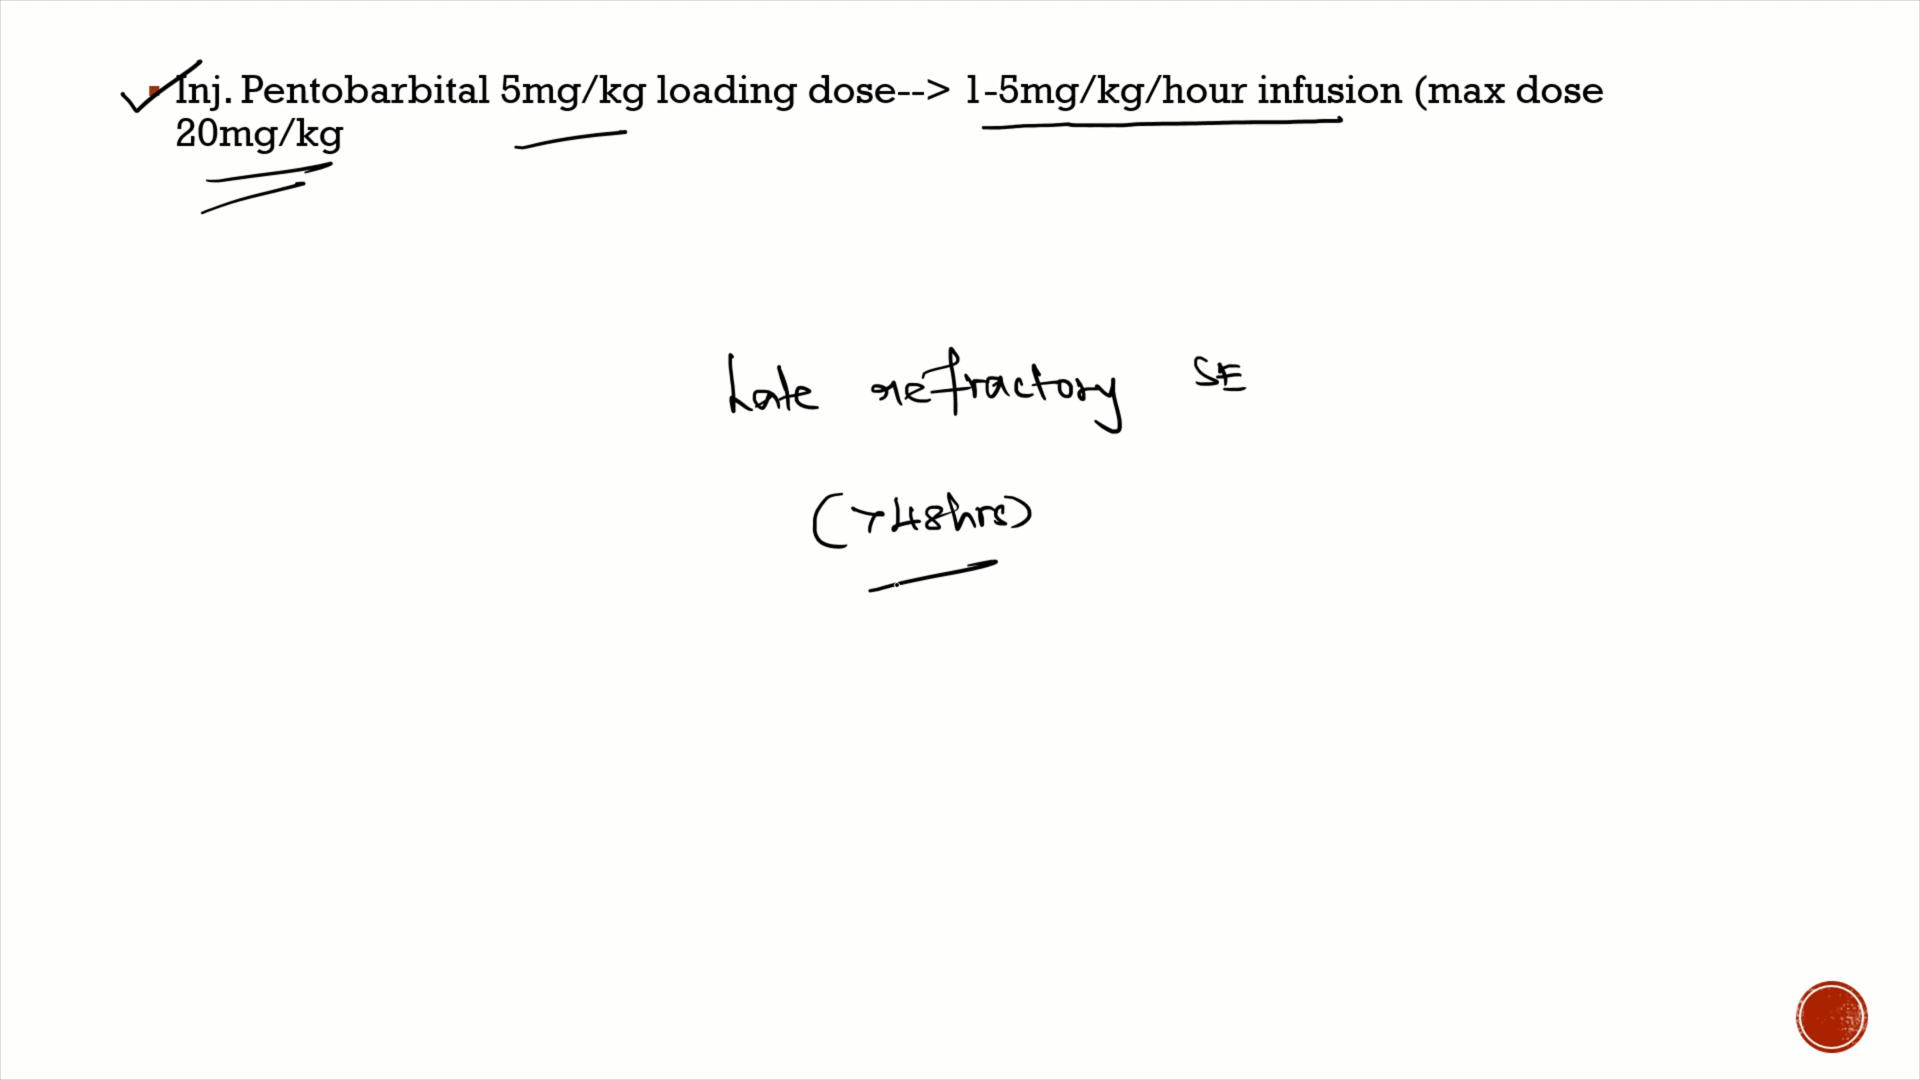 Inj. Pentobarbital 5mg/kg loading dose--> 1-5mg/kg/hour infusion (max dose
20mg/kg
Late refractory SE
(>48hrs)